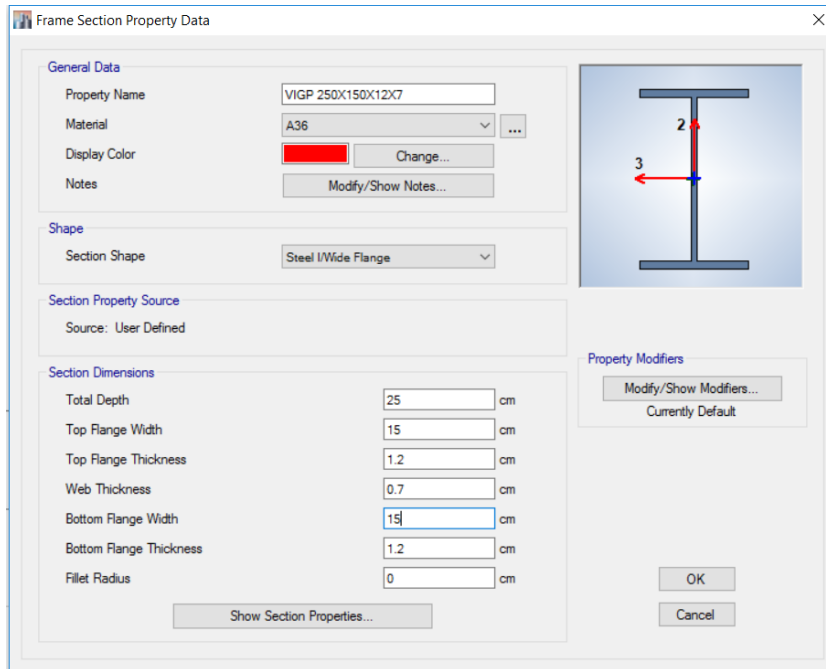 Frame Section Property Data
General Data
Property Name VIGP 250X150X12X7
Material A36 ...
Display Color Change...
Notes Modify/Show Notes...
Shape
Section Shape Steel I/Wide Flange
Section Property Source
Source: User Defined
Section Dimensions
Total Depth 25 cm
Top Flange Width 15 cm
Top Flange Thickness 1.2 cm
Web Thickness 0.7 cm
Bottom Flange Width 15 cm
Bottom Flange Thickness 1.2 cm
Fillet Radius 0 cm
Show Section Properties...
2
3
Property Modifiers
Modify/Show Modifiers...
Currently Default
OK
Cancel